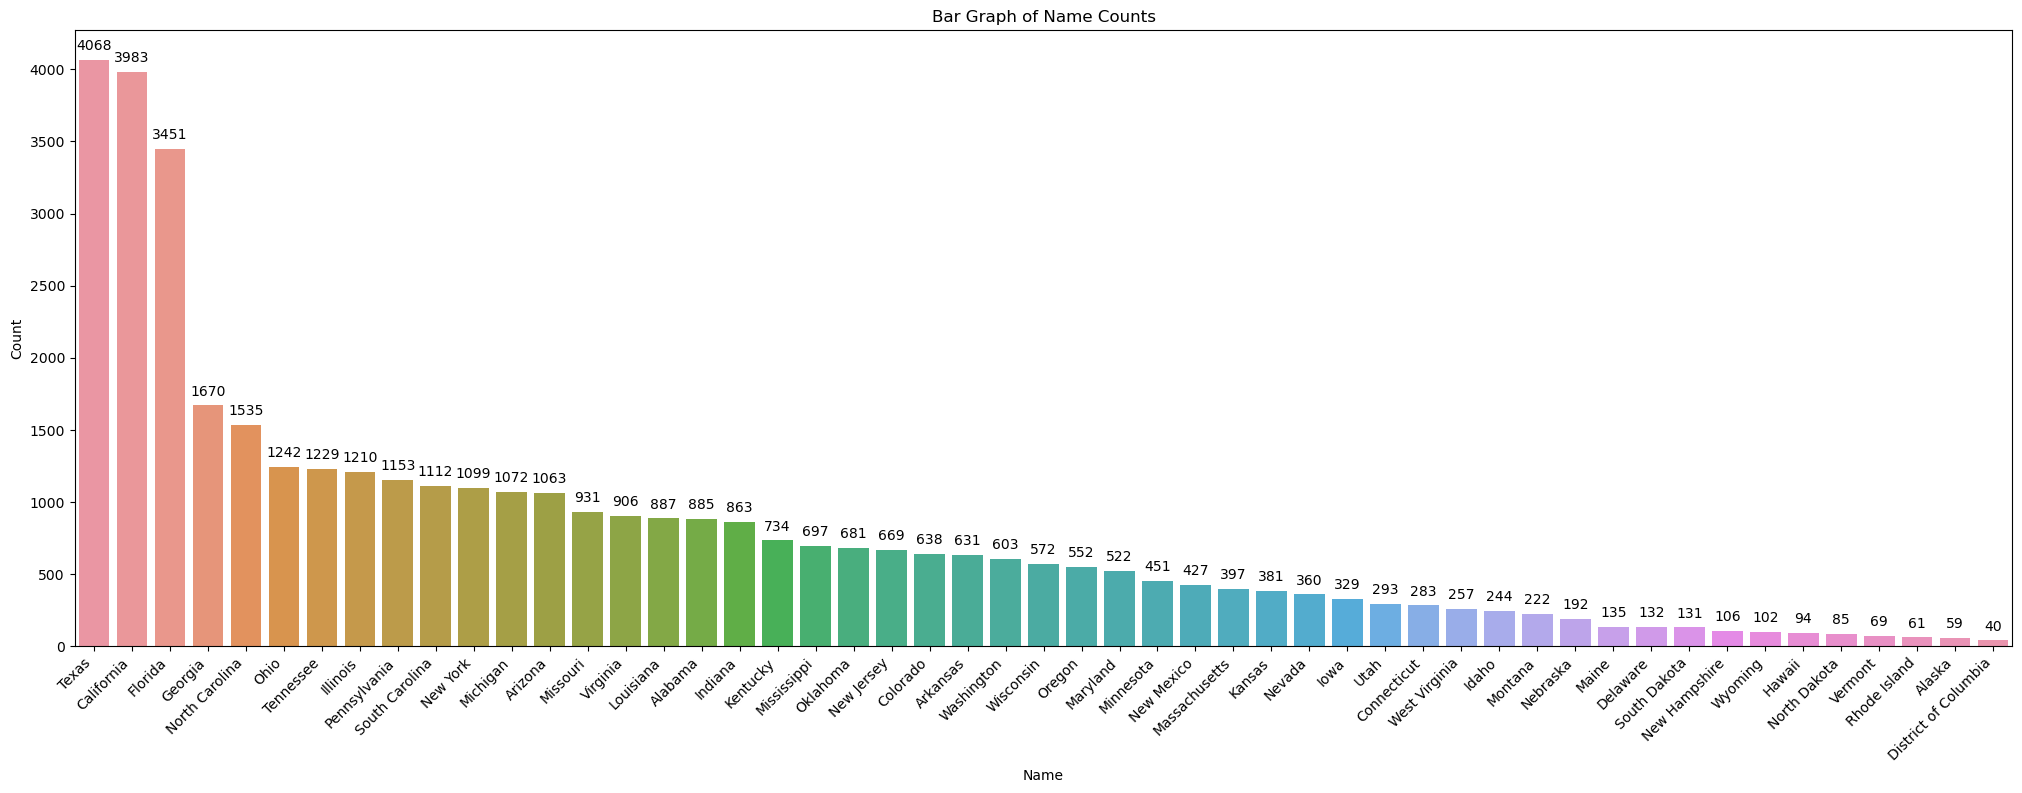 Bar Graph of Name Counts
Count
4000
3500
3000
2500
2000
1500
1000
500
0
4068
3983
3451
1670
1535
1242
1229
1210
1153
1112
1099
1072
1063
931
906
887
885
863
734
697
681
669
638
631
603
572
552
522
451
427
397
381
360
329
293
283
257
244
222
192
135
132
131
106
102
94
85
69
61
59
40
Texas
California
Florida
Georgia
North Carolina
Ohio
Tennessee
Illinois
Pennsylvania
South Carolina
New York
Michigan
Arizona
Missouri
Virginia
Louisiana
Alabama
Indiana
Kentucky
Mississippi
Oklahoma
New Jersey
Colorado
Arkansas
Washington
Wisconsin
Oregon
Maryland
Minnesota
New Mexico
Massachusetts
Kansas
Nevada
Iowa
Utah
Connecticut
West Virginia
Idaho
Montana
Nebraska
Maine
Delaware
South Dakota
New Hampshire
Wyoming
Hawaii
North Dakota
Vermont
Rhode Island
Alaska
District of Columbia
Name